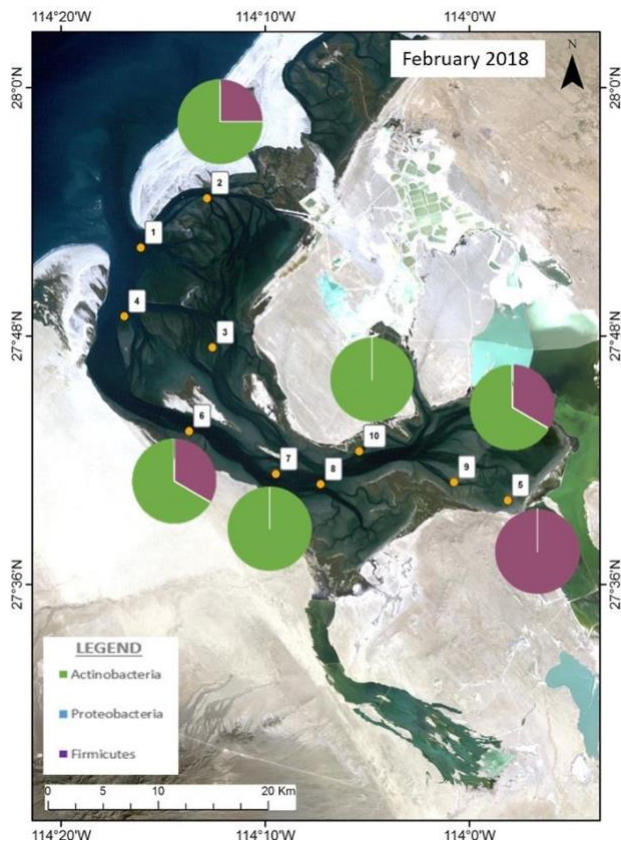 114°20'W 114°10'W 114°0'W
February 2018
N
28°0'N
28°0'N
2
1
4
27°48'N
27°48'N
3
6
10
7
8
9
5
27°36'N
27°36'N
LEGEND
Actinobacteria
Proteobacteria
Firmicutes
0 5 10 20 Km
114°20'W 114°10'W 114°0'W